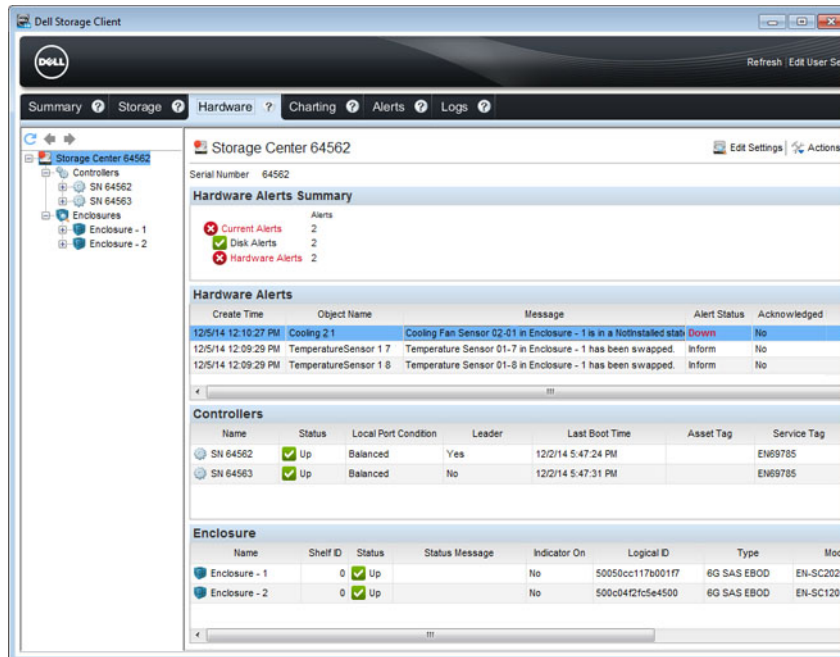 Dell Storage Client
DELL
Refresh Edit User Se
Summary ? Storage ? Hardware ? Charting ? Alerts ? Logs ?
Storage Center 64562
Controllers
SN 64562
SN 64563
Enclosures
Enclosure - 1
Enclosure - 2
Storage Center 64562
Edit Settings Actions
Serial Number 64562
Hardware Alerts Summary
Alerts
Current Alerts 2
Disk Alerts 2
Hardware Alerts 2
Hardware Alerts
Create Time Object Name Message Alert Status Acknowledged
12/5/14 12:10:27 PM Cooling 2 1 Cooling Fan Sensor 02-01 in Enclosure - 1 is in a NotInstalled stat Down No
12/5/14 12:09:29 PM TemperatureSensor 1 7 Temperature Sensor 01-7 in Enclosure - 1 has been swapped. Inform No
12/5/14 12:09:29 PM TemperatureSensor 1 8 Temperature Sensor 01-8 in Enclosure - 1 has been swapped. Inform No
Controllers
Name Status Local Port Condition Leader Last Boot Time Asset Tag Service Tag
SN 64562 Up Balanced Yes 12/2/14 5:47:24 PM EN69785
SN 64563 Up Balanced No 12/2/14 5:47:31 PM EN69785
Enclosure
Name Shelf ID Status Status Message Indicator On Logical ID Type Mod
Enclosure - 1 0 Up No 50050cc117b001f7 6G SAS EBOD EN-SC202
Enclosure - 2 0 Up No 500c04f2fc5e4500 6G SAS EBOD EN-SC120